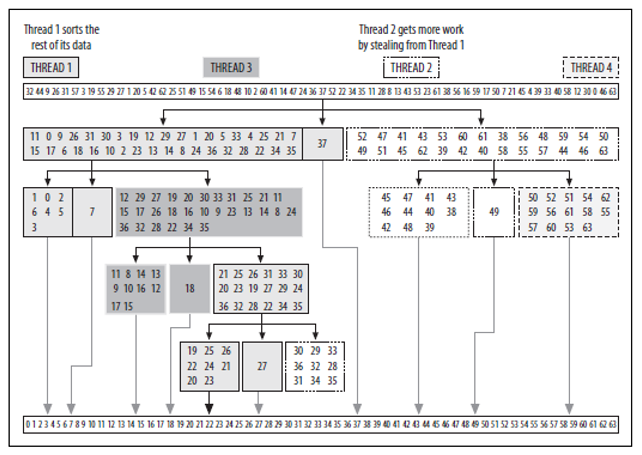 Thread 1 sorts the
rest of its data
Thread 2 gets more work
by stealing from Thread 1
THREAD 1
THREAD 3
THREAD 2
THREAD 4
32 44 9 26 31 57 3 19 55 29 27 1 20 5 42 62 25 51 49 15 54 6 18 48 10 2 60 41 14 47 24 36 37 52 22 34 35 11 28 8 13 43 53 23 61 38 56 16 59 17 50 7 21 45 4 39 33 40 58 12 30 0 46 63
11 0 9 26 31 30 3 19 12 29 27 1 20 5 33 4 25 21 7
15 17 6 18 16 10 2 23 13 14 8 24 36 32 28 22 34 35
37
52 47 41 43 53 60 61 38 56 48 59 54 50
49 51 45 62 39 42 40 58 55 57 44 46 63
1 0 2
6 4 5
3
7
12 29 27 19 20 30 33 31 25 21 11
15 17 26 18 16 10 9 23 13 14 8 24
36 32 28 22 34 35
45 47 41 43
46 44 40 38
42 48 39
49
50 52 51 54 62
59 56 61 58 55
57 60 53 63
11 8 14 13
9 10 16 12
17 15
18
21 25 26 31 33 30
20 23 19 27 29 24
36 32 28 22 34 35
19 25 26
22 24 21
20 23
27
30 29 33
36 32 28
31 34 35
0 1 2 3 4 5 6 7 8 9 10 11 12 13 14 15 16 17 18 19 20 21 22 23 24 25 26 27 28 29 30 31 32 33 34 35 36 37 38 39 40 41 42 43 44 45 46 47 48 49 50 51 52 53 54 55 56 57 58 59 60 61 62 63